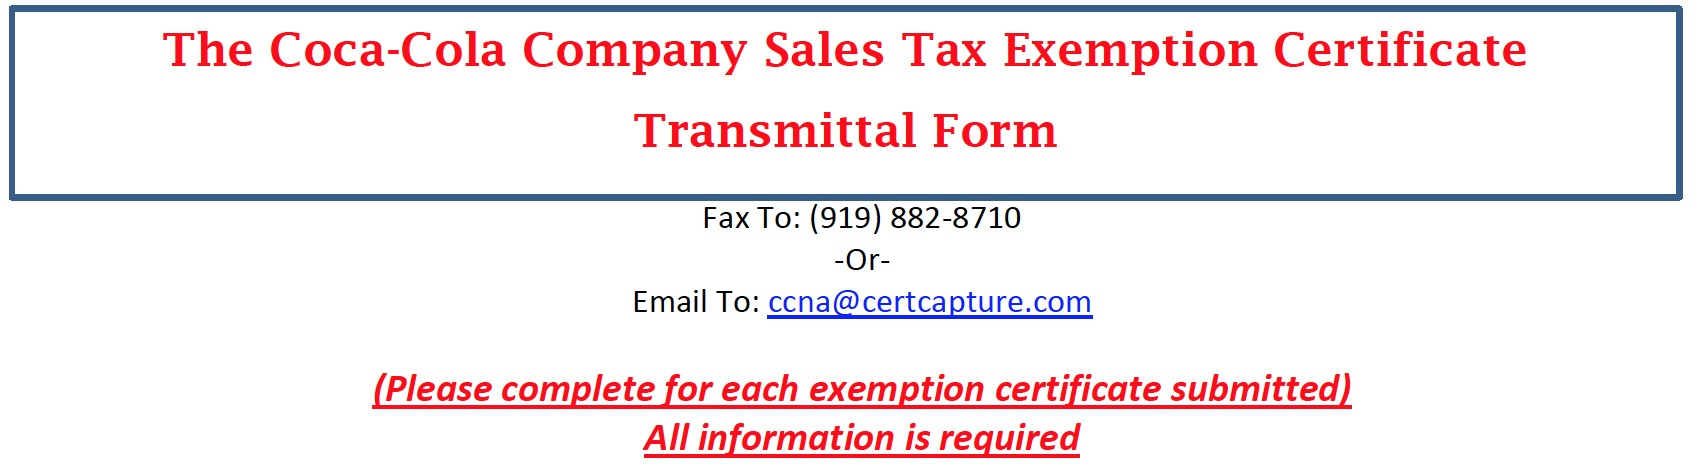 The Coca-Cola Company Sales Tax Exemption Certificate
Transmittal Form
Fax To: (919) 882-8710
-Or-
Email To: ccna@certcapture.com
(Please complete for each exemption certificate submitted)
All information is required